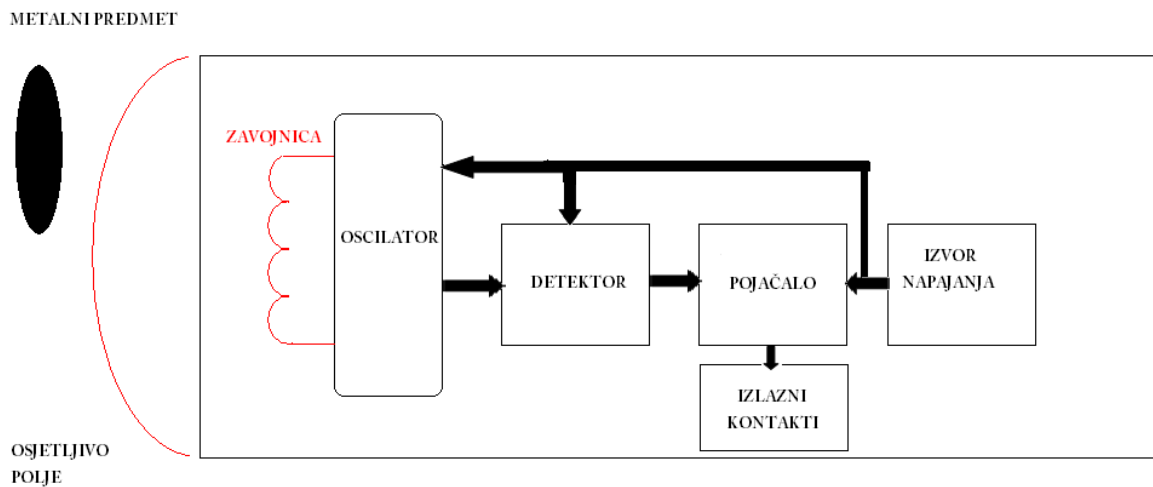 METALNI PREDMET
ZAVOJNICA
OSCILATOR
DETEKTOR
POJAČALO
IZVOR
NAPAJANJA
IZLAZNI
KONTAKTI
OSJETLJIVO
POLJE